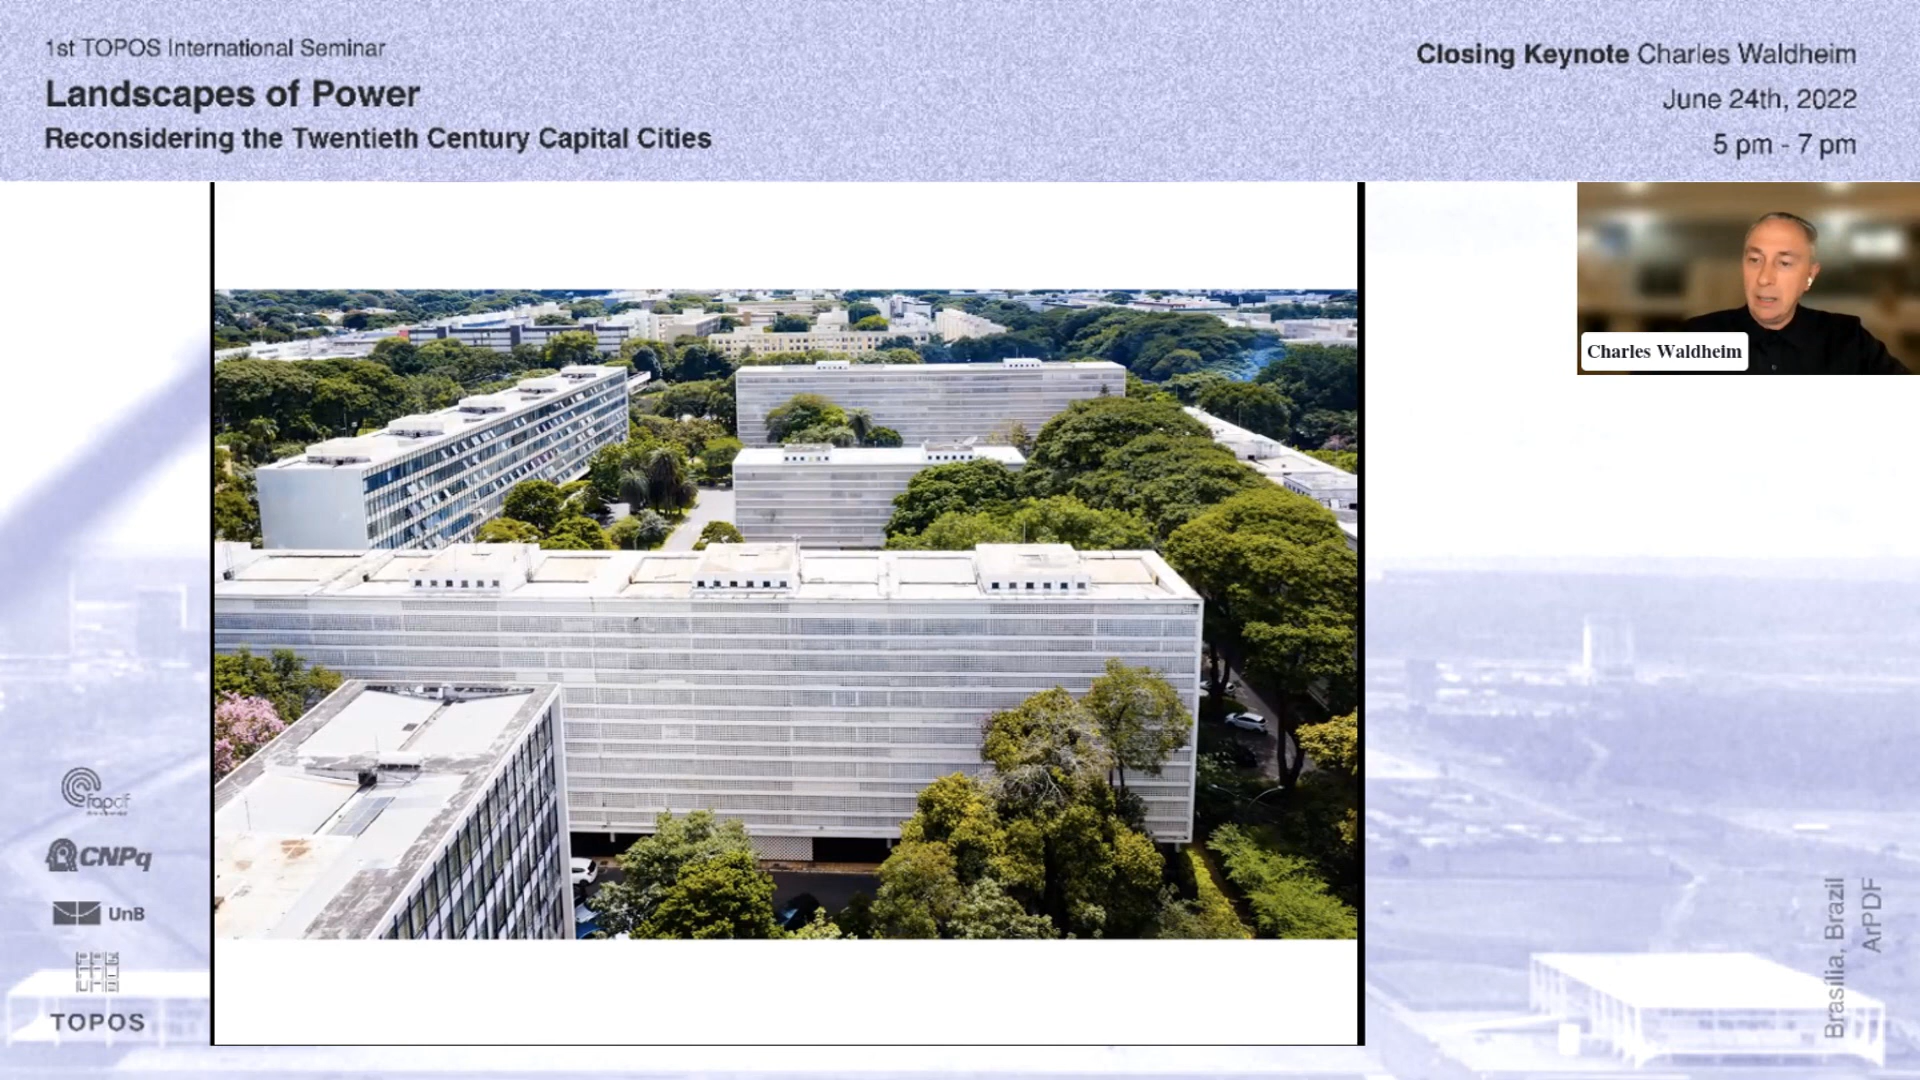 1st TOPOS International Seminar
Landscapes of Power
Reconsidering the Twentieth Century Capital Cities
Closing Keynote Charles Waldheim
June 24th, 2022
5 pm - 7 pm
Charles Waldheim
fapdf
CNPq
UnB
TOPOS
Brasília, Brazil
ArPDF